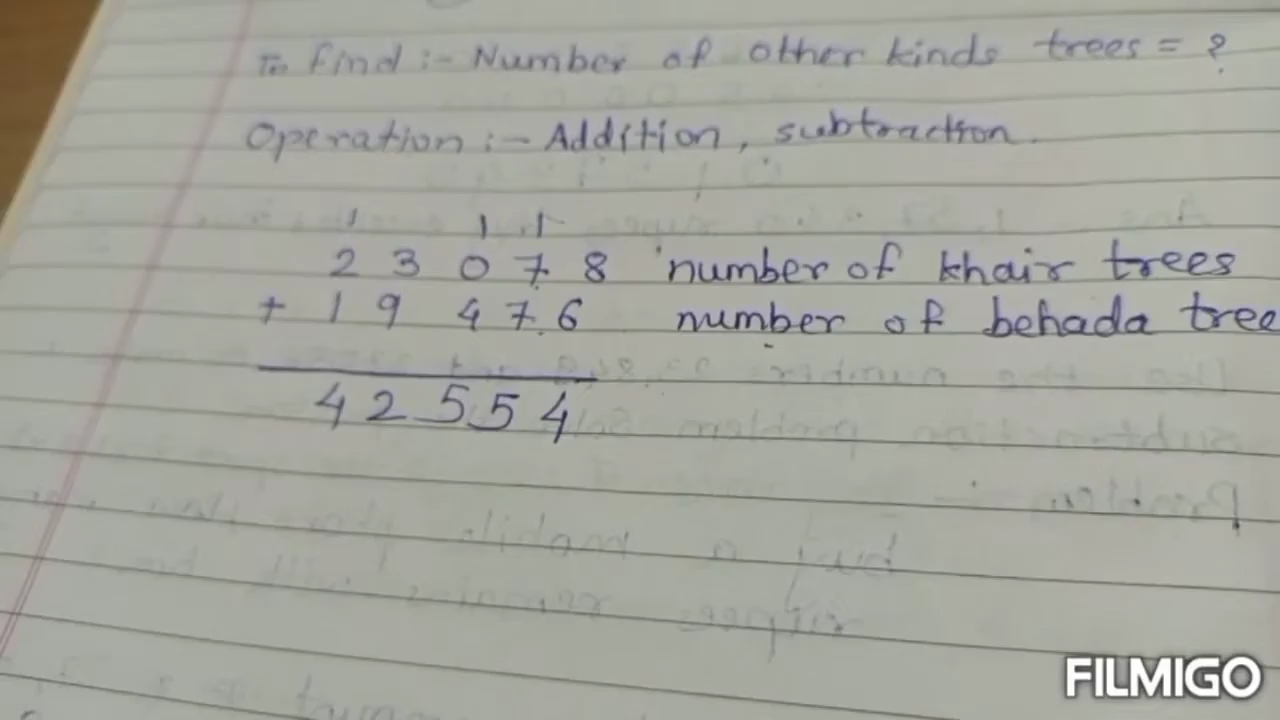 To find :- Number of other kinds trees = ?
Operation :- Addition, subtraction.
1 1 1
2 3 0 7 8 number of khair trees
+ 1 9 4 7 6 number of behada tree
4 2 5 5 4
FILMIGO